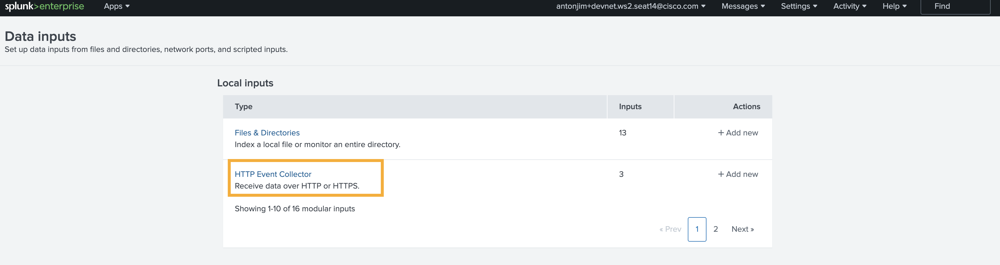 splunk>enterprise Apps antonjim+devnet.ws2.seat14@cisco.com Messages Settings Activity Help Find
Data inputs
Set up data inputs from files and directories, network ports, and scripted inputs.
Local inputs
Type Inputs Actions
Files & Directories 13 + Add new
Index a local file or monitor an entire directory.
HTTP Event Collector 3 + Add new
Receive data over HTTP or HTTPS.
Showing 1-10 of 16 modular inputs
« Prev 1 2 Next »